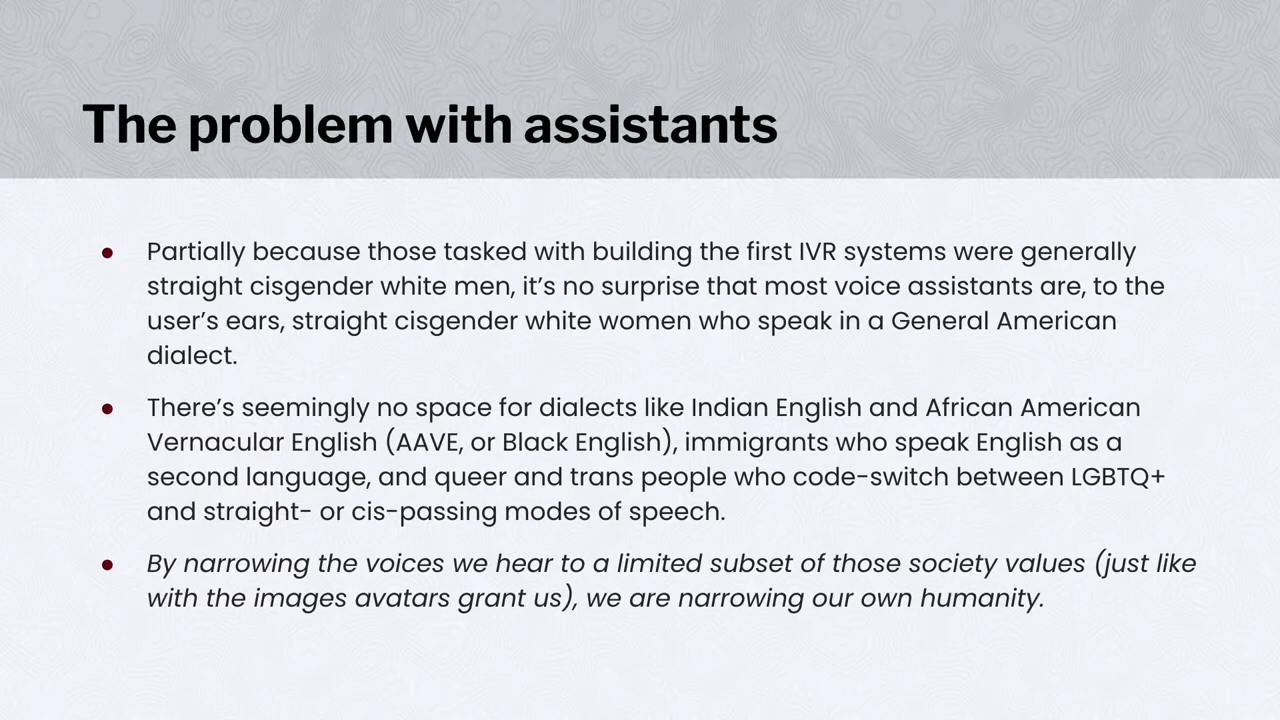 The problem with assistants
● Partially because those tasked with building the first IVR systems were generally
straight cisgender white men, it’s no surprise that most voice assistants are, to the
user’s ears, straight cisgender white women who speak in a General American
dialect.
● There’s seemingly no space for dialects like Indian English and African American
Vernacular English (AAVE, or Black English), immigrants who speak English as a
second language, and queer and trans people who code-switch between LGBTQ+
and straight- or cis-passing modes of speech.
● By narrowing the voices we hear to a limited subset of those society values (just like
with the images avatars grant us), we are narrowing our own humanity.